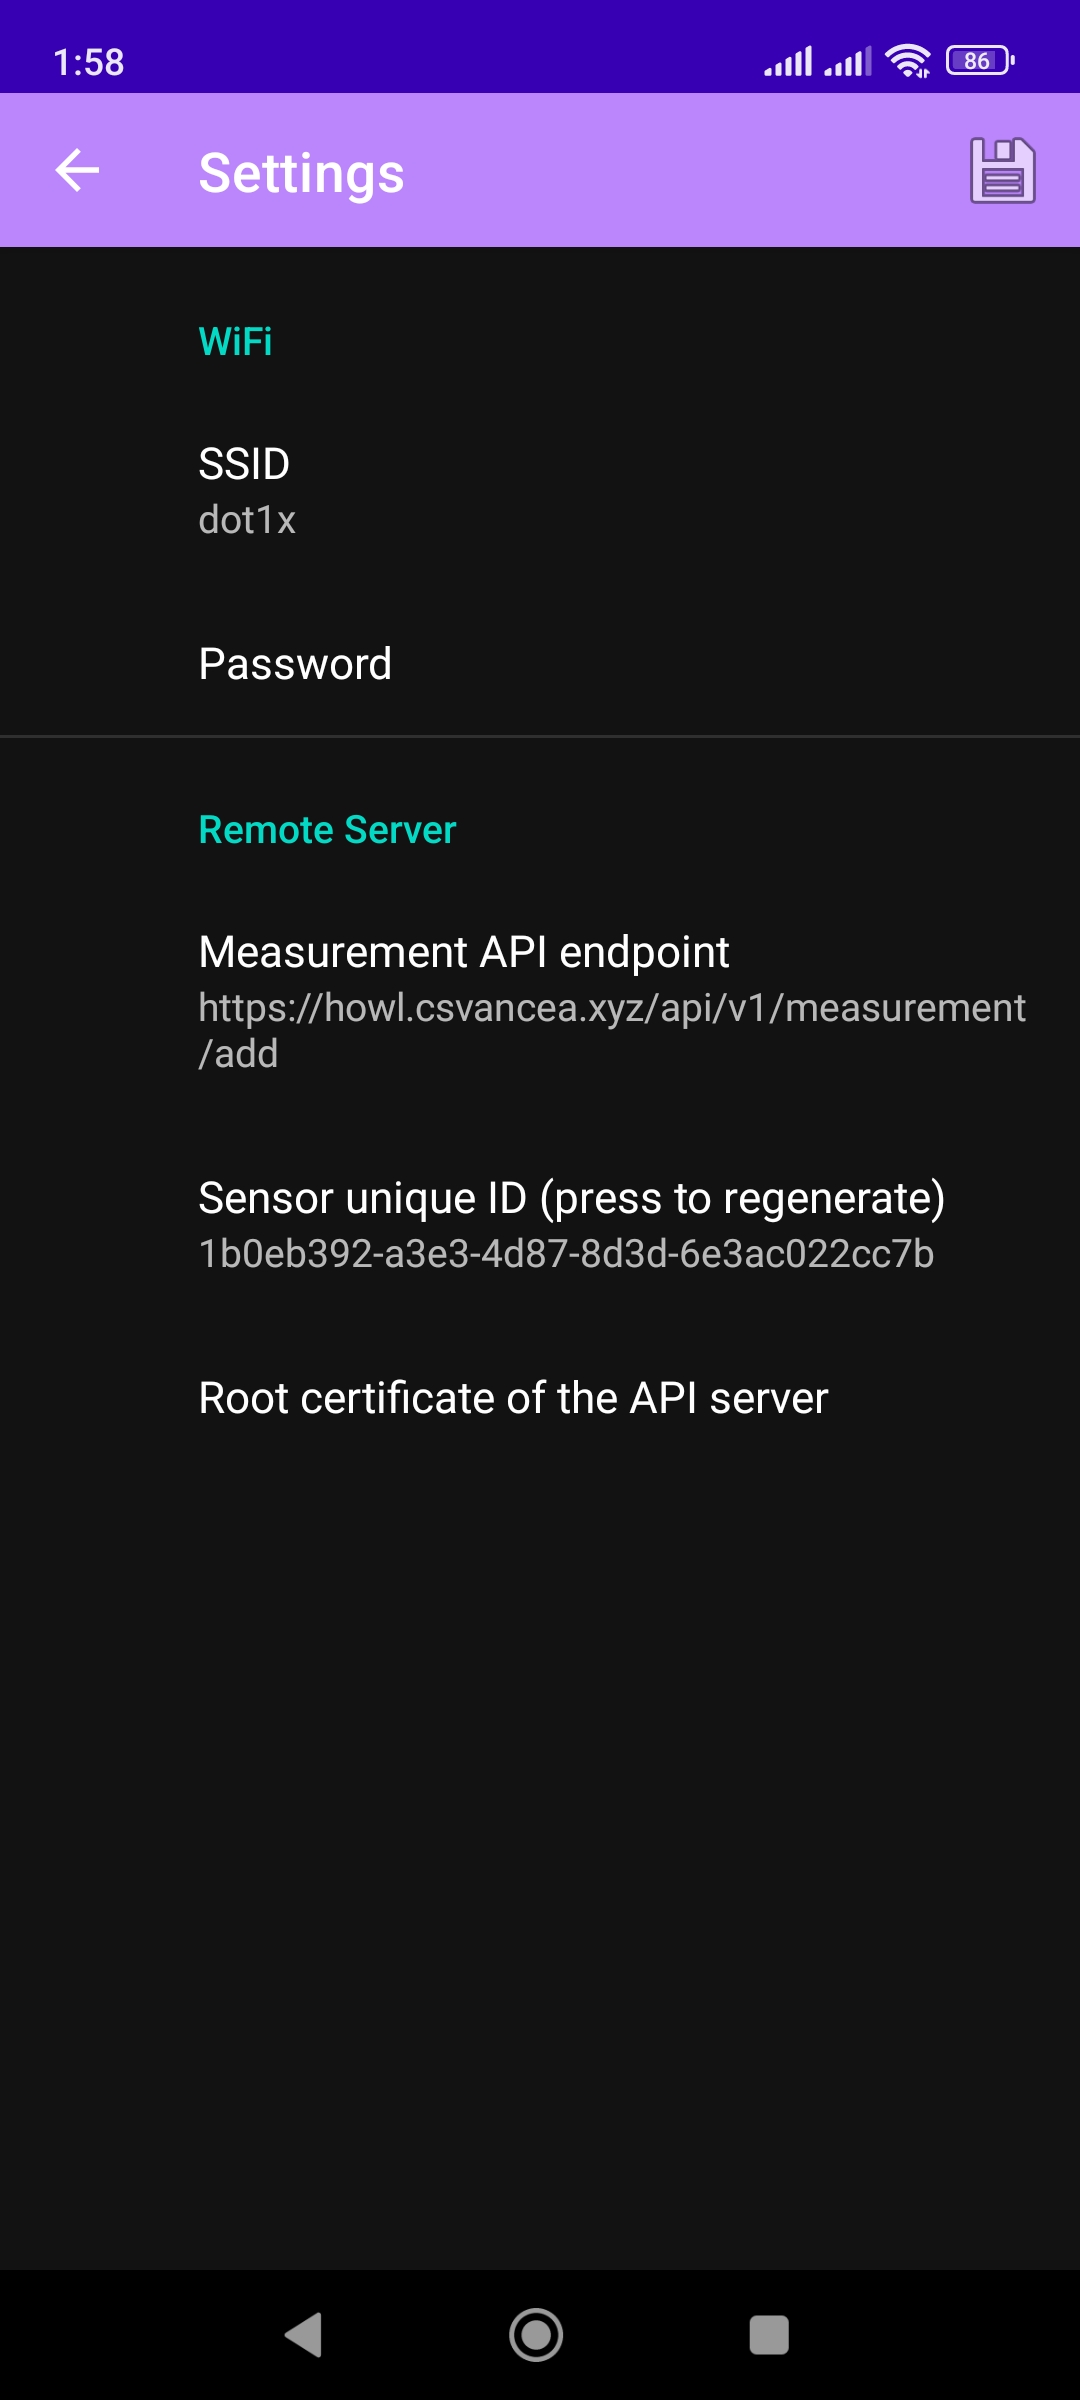 1:58
86
Settings
WiFi
SSID
dot1x
Password
Remote Server
Measurement API endpoint
https://howl.csvancea.xyz/api/v1/measurement
/add
Sensor unique ID (press to regenerate)
1b0eb392-a3e3-4d87-8d3d-6e3ac022cc7b
Root certificate of the API server